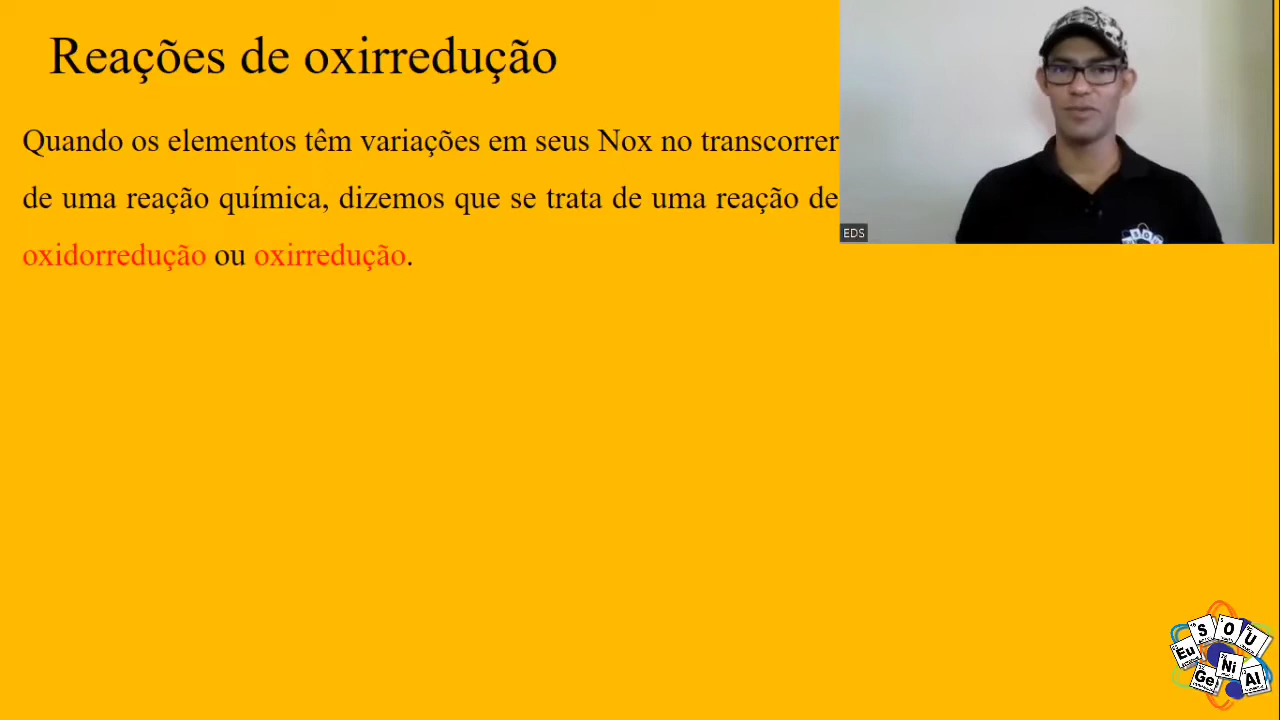 Reações de oxirredução
Quando os elementos têm variações em seus Nox no transcorrer
de uma reação química, dizemos que se trata de uma reação de
oxidorredução ou oxirredução.
EDS
S O U
Eu Ni
Ge Al